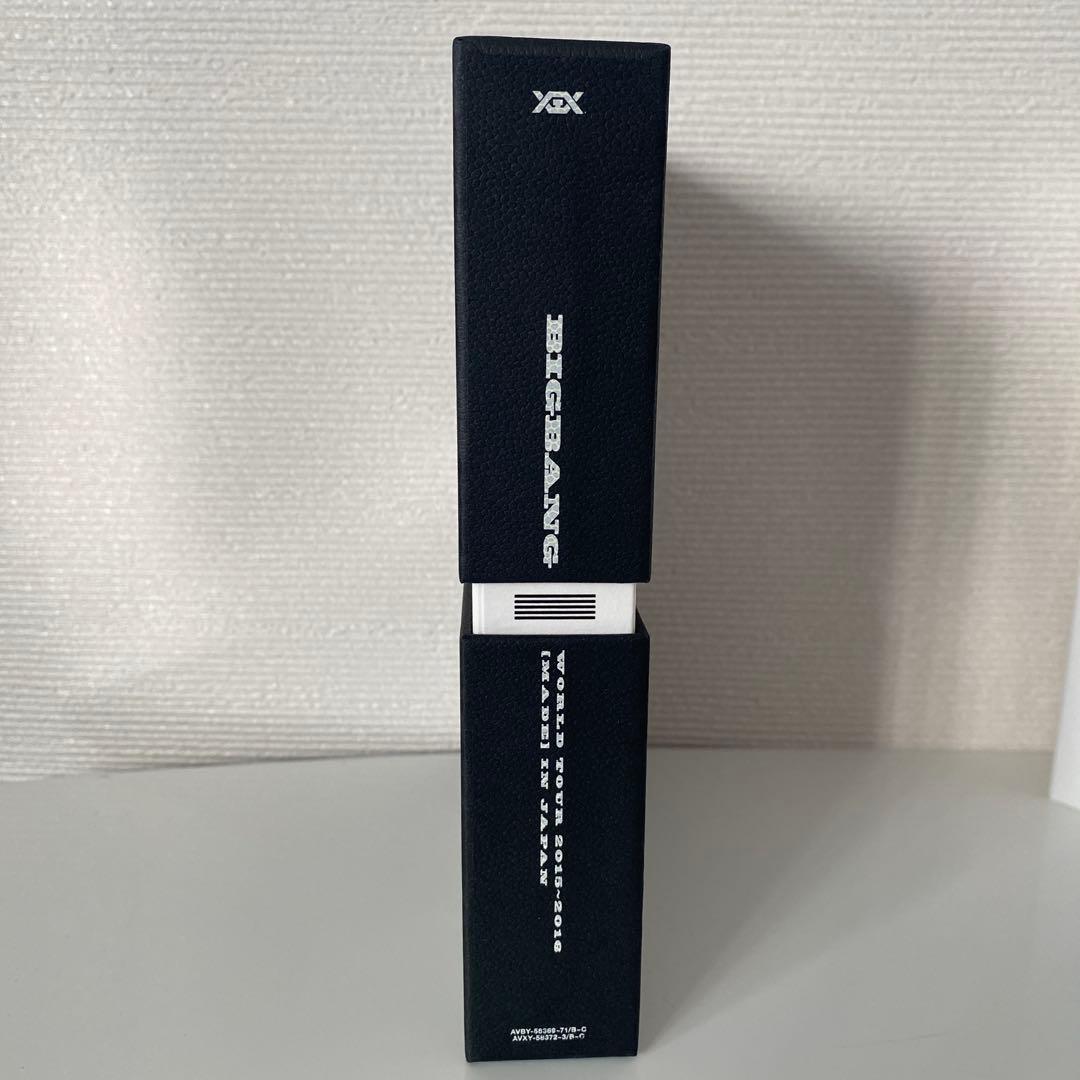 BIGBANG
WORLD TOUR 2015~2016
[MADE] IN JAPAN
AVBY-58369~71/B~C
AVXY-58372~3/B~C